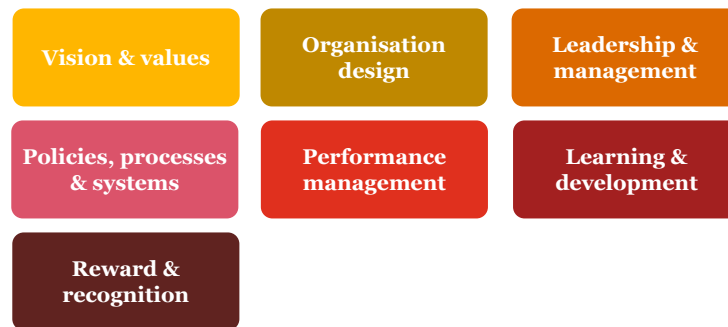 Vision & values
Organisation
design
Leadership &
management
Policies, processes
& systems
Performance
management
Learning &
development
Reward &
recognition